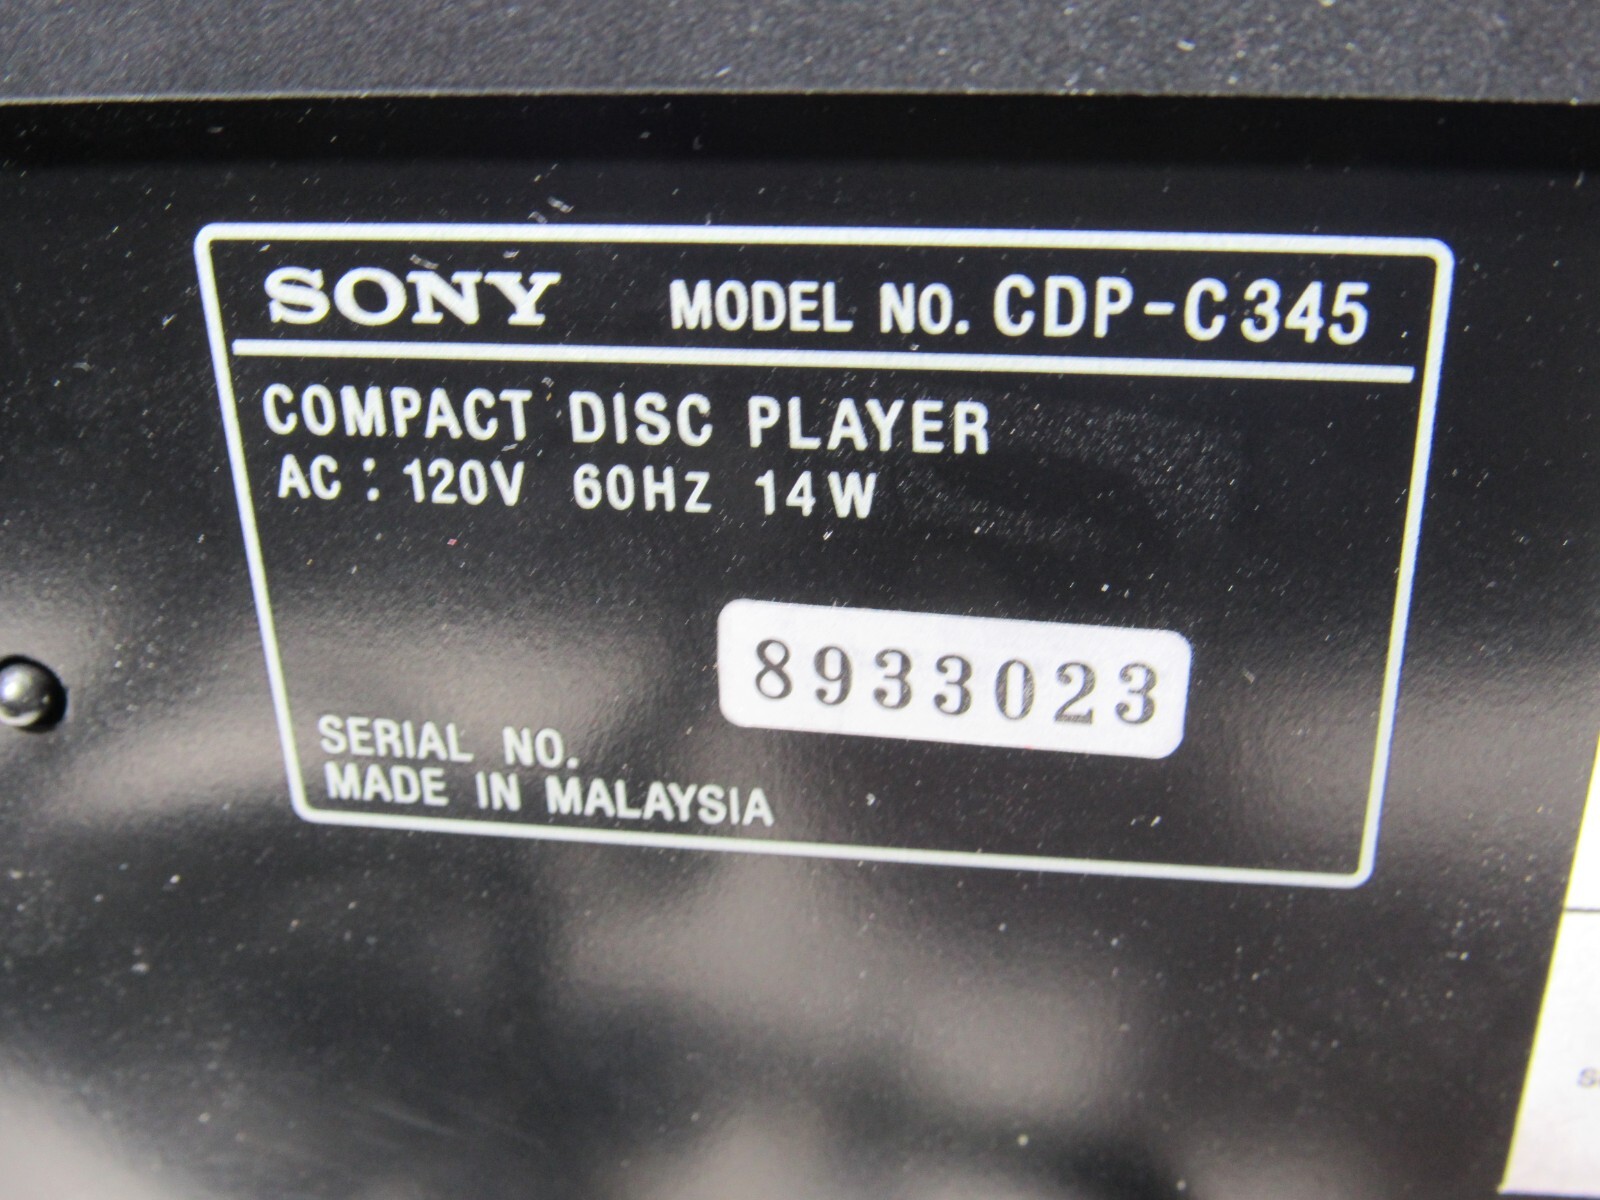 SONY MODEL NO. CDP-C345
COMPACT DISC PLAYER
AC : 120V 60HZ 14W
8933023
SERIAL NO.
MADE IN MALAYSIA